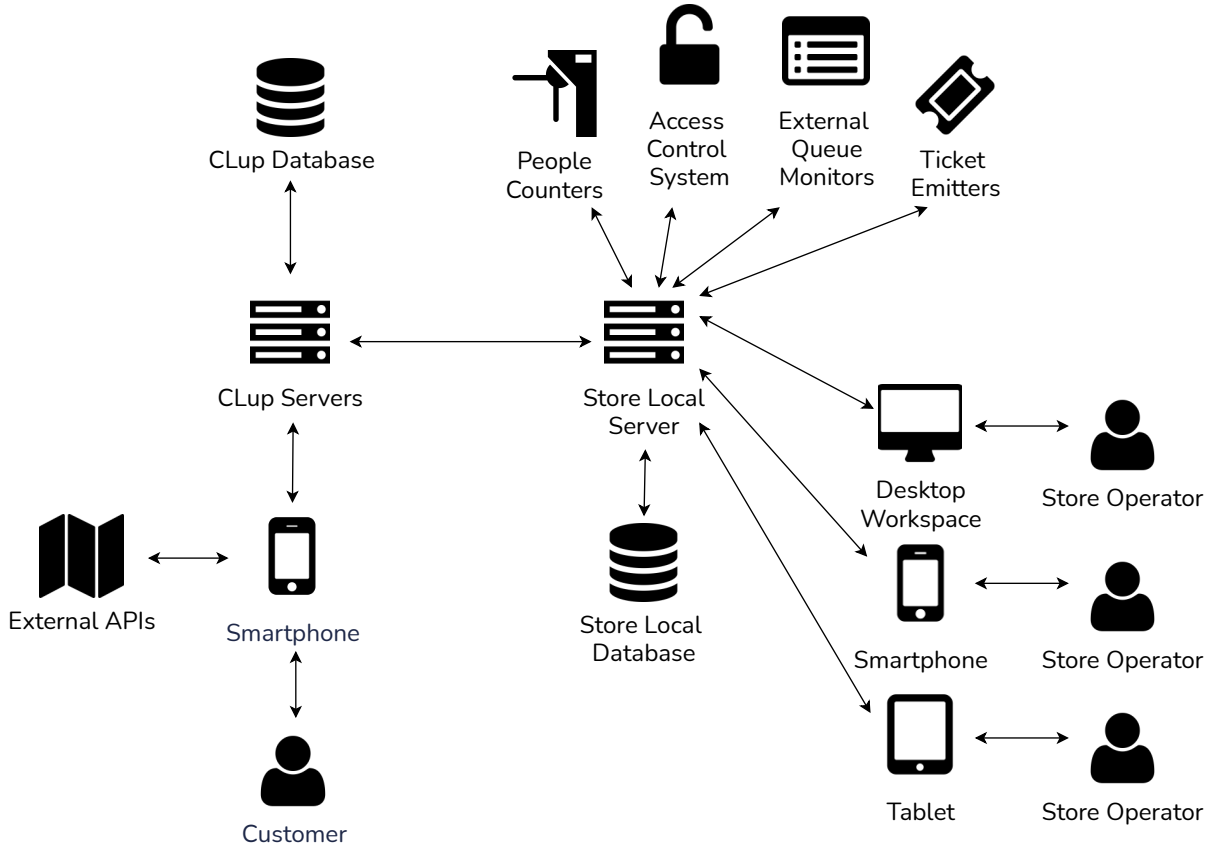 CLup Database
People
Counters
Access
Control
System
External
Queue
Monitors
Ticket
Emitters
CLup Servers
Store Local
Server
Desktop
Workspace
Store Operator
External APIs
Smartphone
Store Local
Database
Smartphone
Store Operator
Customer
Tablet
Store Operator